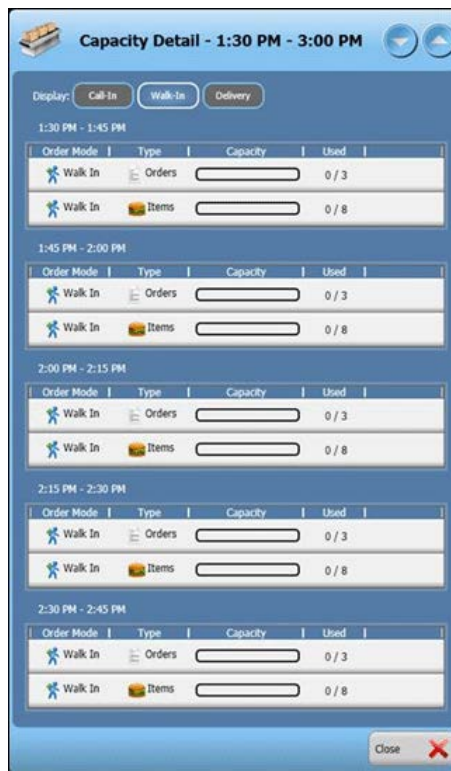 Capacity Detail - 1:30 PM - 3:00 PM
Display: Call-In Walk-In Delivery
1:30 PM - 1:45 PM
Order Mode Type Capacity Used
Walk In Orders 0 / 3
Walk In Items 0 / 8
1:45 PM - 2:00 PM
Order Mode Type Capacity Used
Walk In Orders 0 / 3
Walk In Items 0 / 8
2:00 PM - 2:15 PM
Order Mode Type Capacity Used
Walk In Orders 0 / 3
Walk In Items 0 / 8
2:15 PM - 2:30 PM
Order Mode Type Capacity Used
Walk In Orders 0 / 3
Walk In Items 0 / 8
2:30 PM - 2:45 PM
Order Mode Type Capacity Used
Walk In Orders 0 / 3
Walk In Items 0 / 8
Close